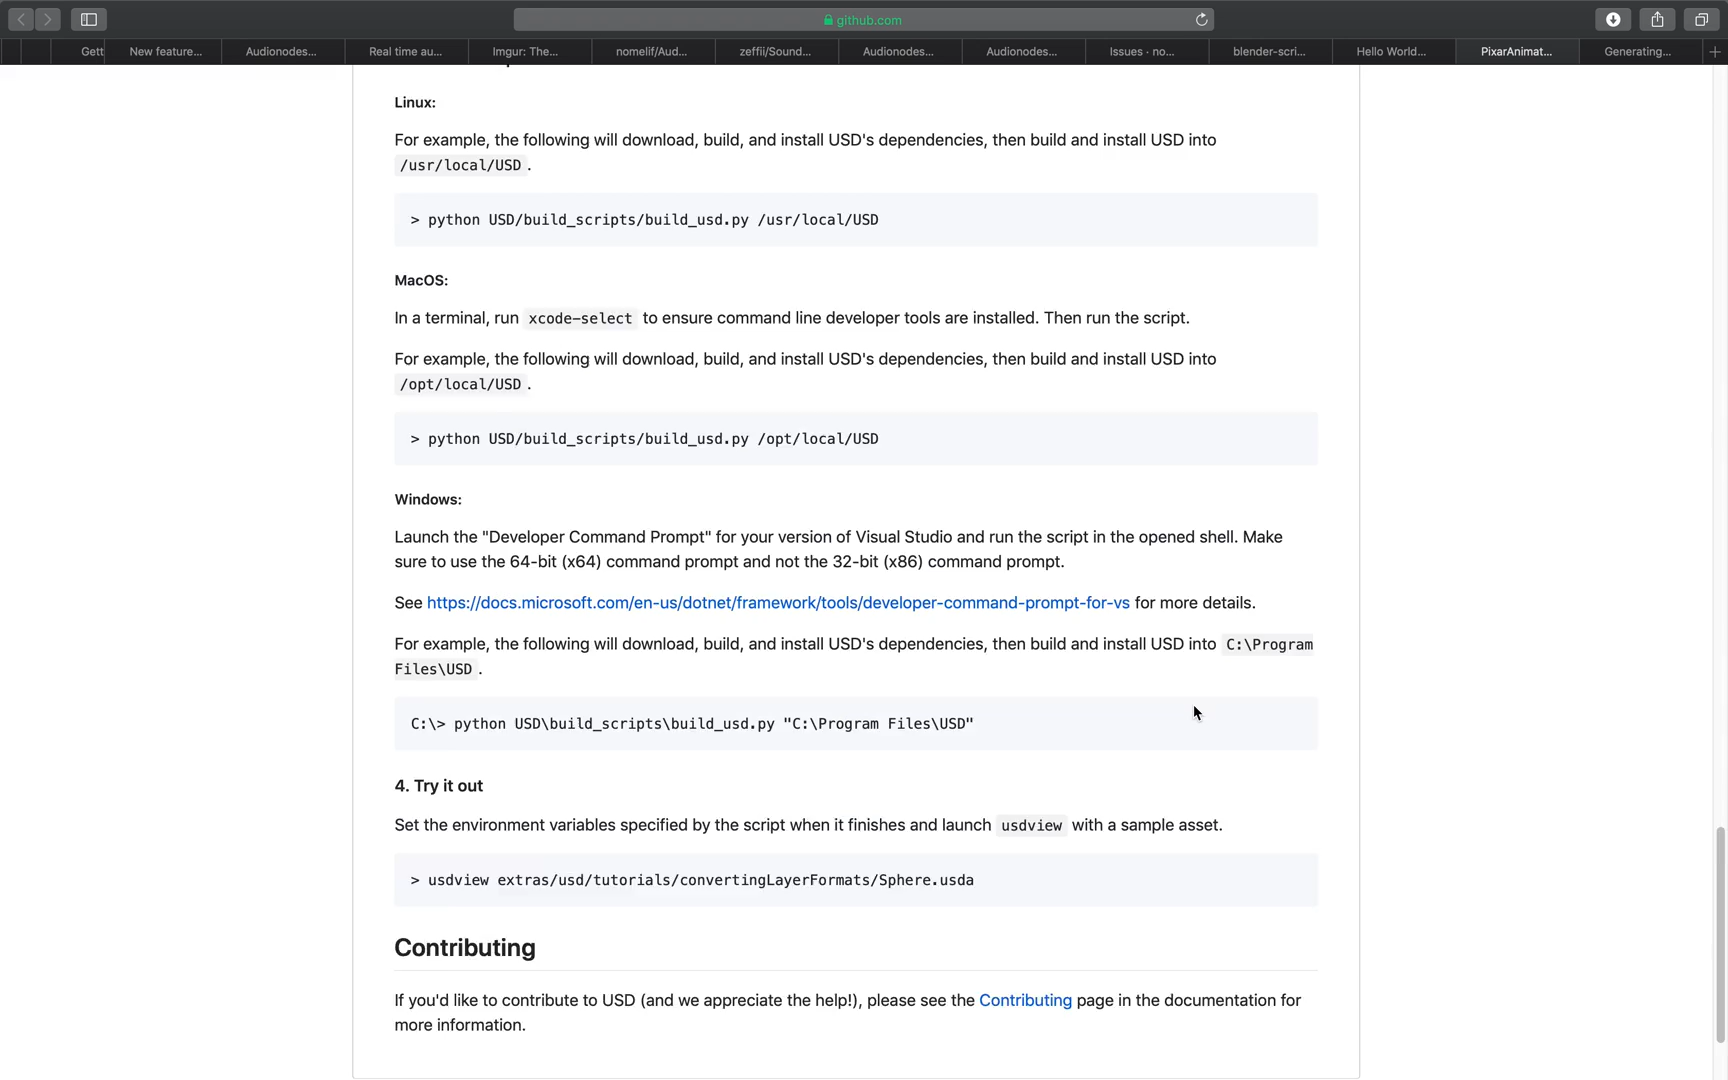 github.com
Gett
New feature...
Audionodes...
Real time au...
Imgur: The...
nomelif/Aud...
zeffii/Sound...
Audionodes...
Audionodes...
Issues · no...
blender-scri...
Hello World...
PixarAnimat...
Generating...
Linux:
For example, the following will download, build, and install USD's dependencies, then build and install USD into
/usr/local/USD .
> python USD/build_scripts/build_usd.py /usr/local/USD
MacOS:
In a terminal, run xcode-select to ensure command line developer tools are installed. Then run the script.
For example, the following will download, build, and install USD's dependencies, then build and install USD into
/opt/local/USD .
> python USD/build_scripts/build_usd.py /opt/local/USD
Windows:
Launch the "Developer Command Prompt" for your version of Visual Studio and run the script in the opened shell. Make
sure to use the 64-bit (x64) command prompt and not the 32-bit (x86) command prompt.
See https://docs.microsoft.com/en-us/dotnet/framework/tools/developer-command-prompt-for-vs for more details.
For example, the following will download, build, and install USD's dependencies, then build and install USD into C:\Program
Files\USD .
C:\> python USD\build_scripts\build_usd.py "C:\Program Files\USD"
4. Try it out
Set the environment variables specified by the script when it finishes and launch usdview with a sample asset.
> usdview extras/usd/tutorials/convertingLayerFormats/Sphere.usda
Contributing
If you'd like to contribute to USD (and we appreciate the help!), please see the Contributing page in the documentation for
more information.